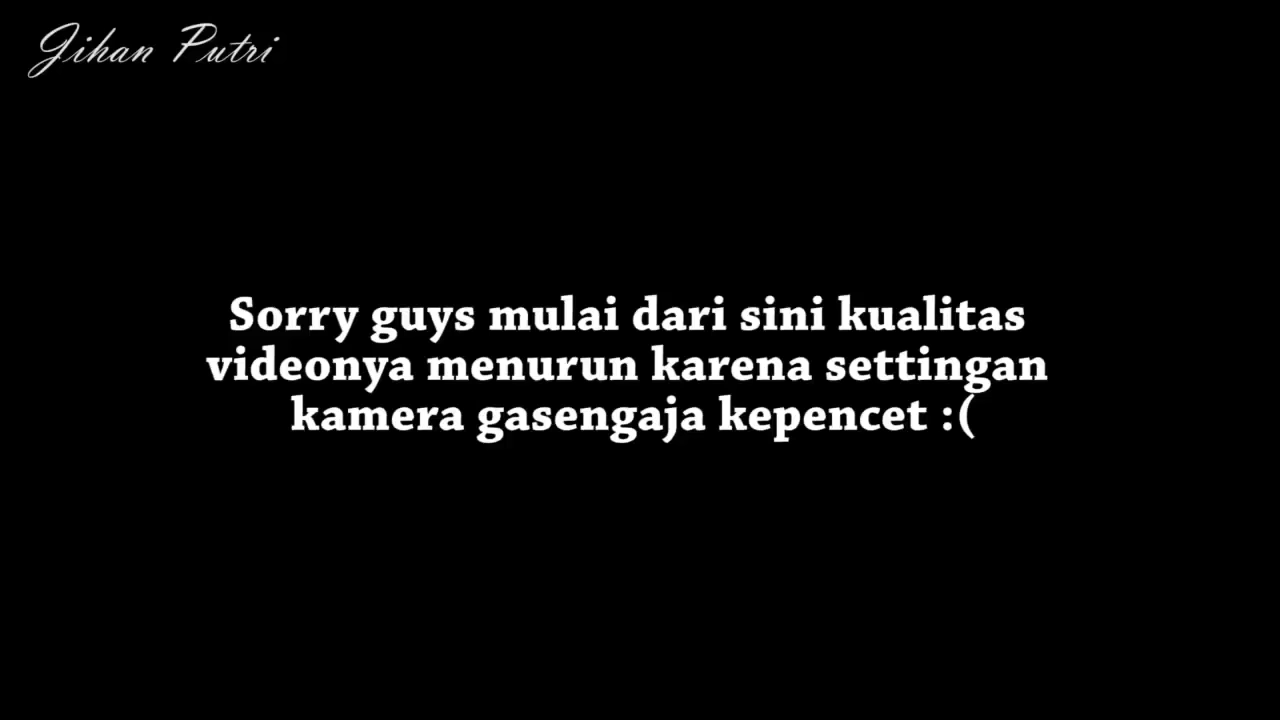 Jihan Putri
Sorry guys mulai dari sini kualitas
videonya menurun karena settingan
kamera gasengaja kepencet :(